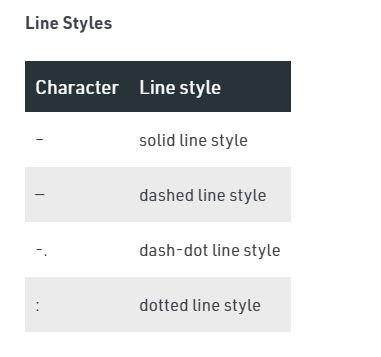 Line Styles
Character Line style
- solid line style
– dashed line style
-. dash-dot line style
: dotted line style